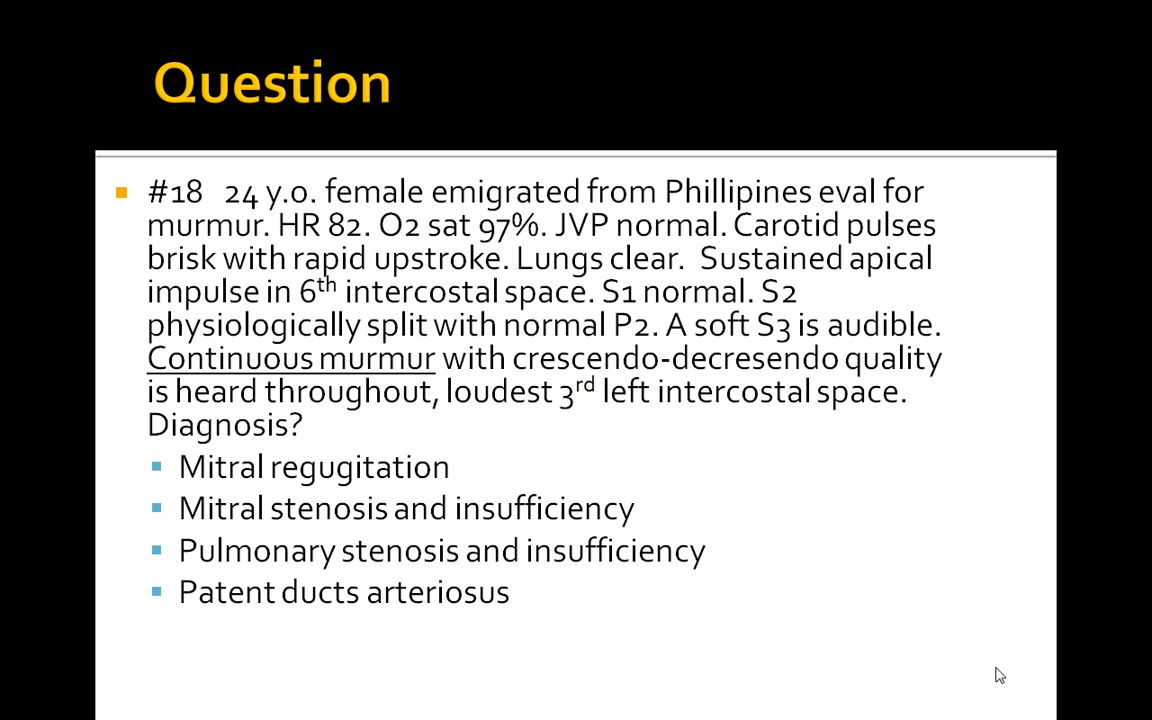 Question
#18 24 y.o. female emigrated from Phillipines eval for
murmur. HR 82. O2 sat 97%. JVP normal. Carotid pulses
brisk with rapid upstroke. Lungs clear. Sustained apical
impulse in 6th intercostal space. S1 normal. S2
physiologically split with normal P2. A soft S3 is audible.
Continuous murmur with crescendo-decresendo quality
is heard throughout, loudest 3rd left intercostal space.
Diagnosis?
Mitral regugitation
Mitral stenosis and insufficiency
Pulmonary stenosis and insufficiency
Patent ducts arteriosus